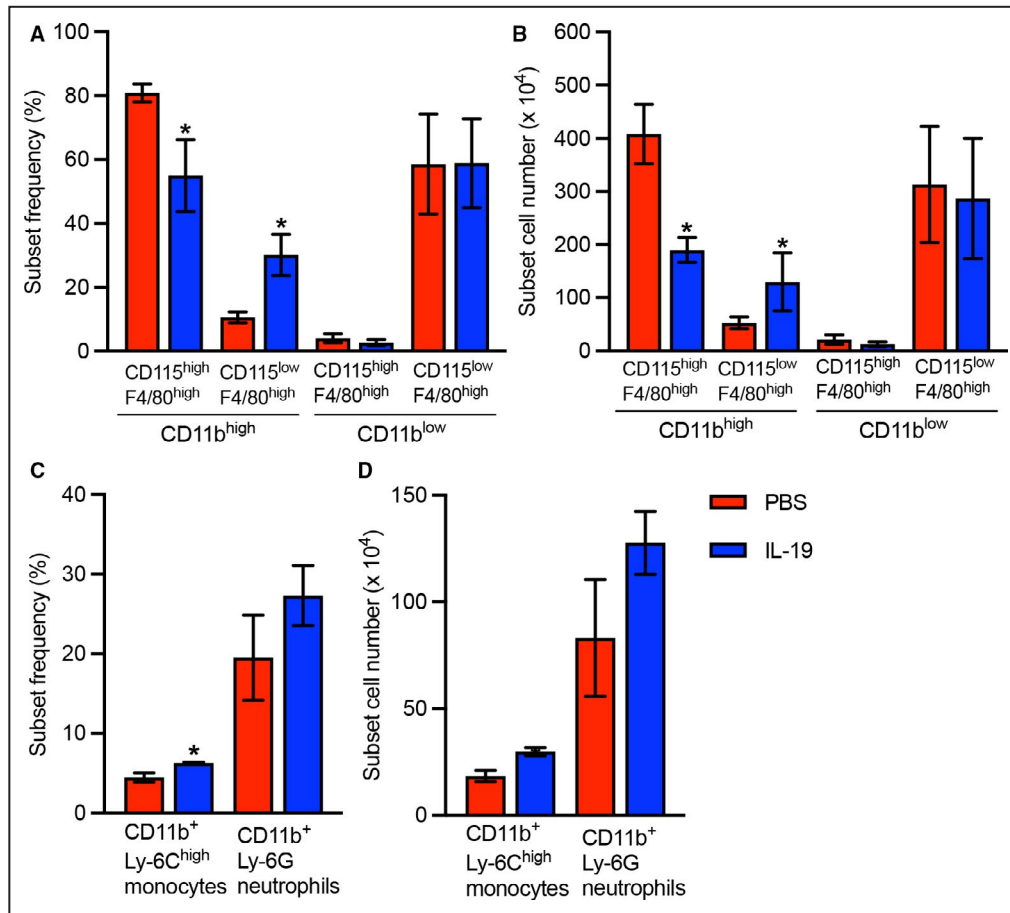 A
Subset frequency (%)
100
80
60
40
20
0
*
*
CD115high CD115low CD115high CD115low
F4/80high F4/80high F4/80high F4/80high
CD11bhigh CD11blow
B
Subset cell number (x 10⁴)
600
500
400
300
200
100
0
*
*
CD115high CD115low CD115high CD115low
F4/80high F4/80high F4/80high F4/80high
CD11bhigh CD11blow
C
Subset frequency (%)
40
30
20
10
0
*
CD11b⁺ CD11b⁺
Ly-6Chigh Ly-6G
monocytes neutrophils
D
Subset cell number (x 10⁴)
150
100
50
0
CD11b⁺ CD11b⁺
Ly-6Chigh Ly-6G
monocytes neutrophils
PBS
IL-19